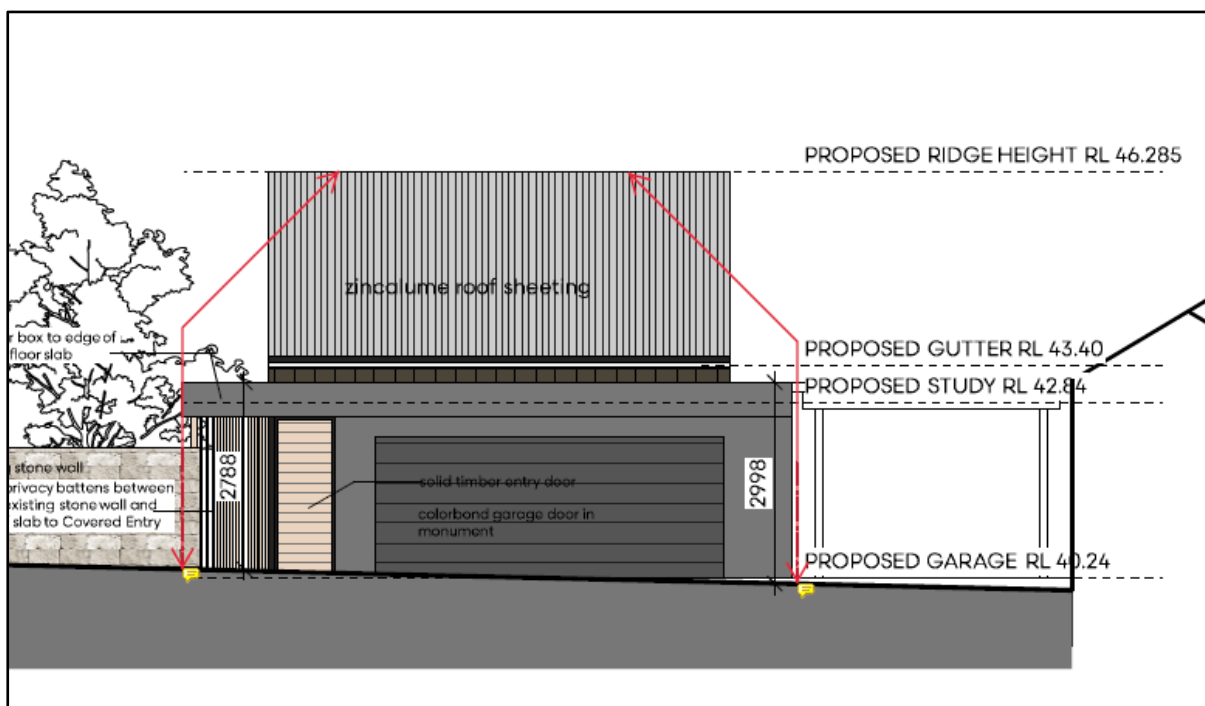 PROPOSED RIDGE HEIGHT RL 46.285
zincalume roof sheeting
r box to edge of
floor slab
PROPOSED GUTTER RL 43.40
PROPOSED STUDY RL 42.84
stone wall
privacy battens between
existing stone wall and
slab to Covered Entry
2788
solid timber entry door
colorbond garage door in
monument
2998
PROPOSED GARAGE RL 40.24